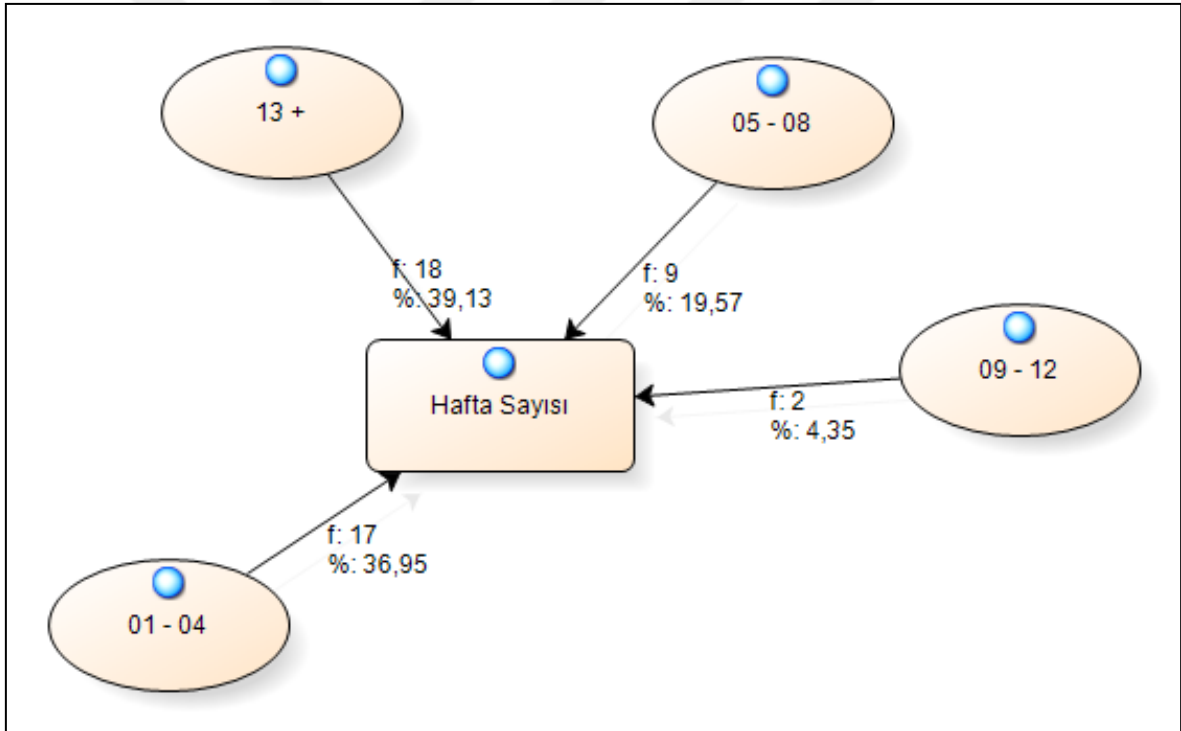 13 +
05 - 08
f: 18
%: 39,13
f: 9
%: 19,57
09 - 12
Hafta Sayısı
f: 2
%: 4,35
f: 17
%: 36,95
01 - 04